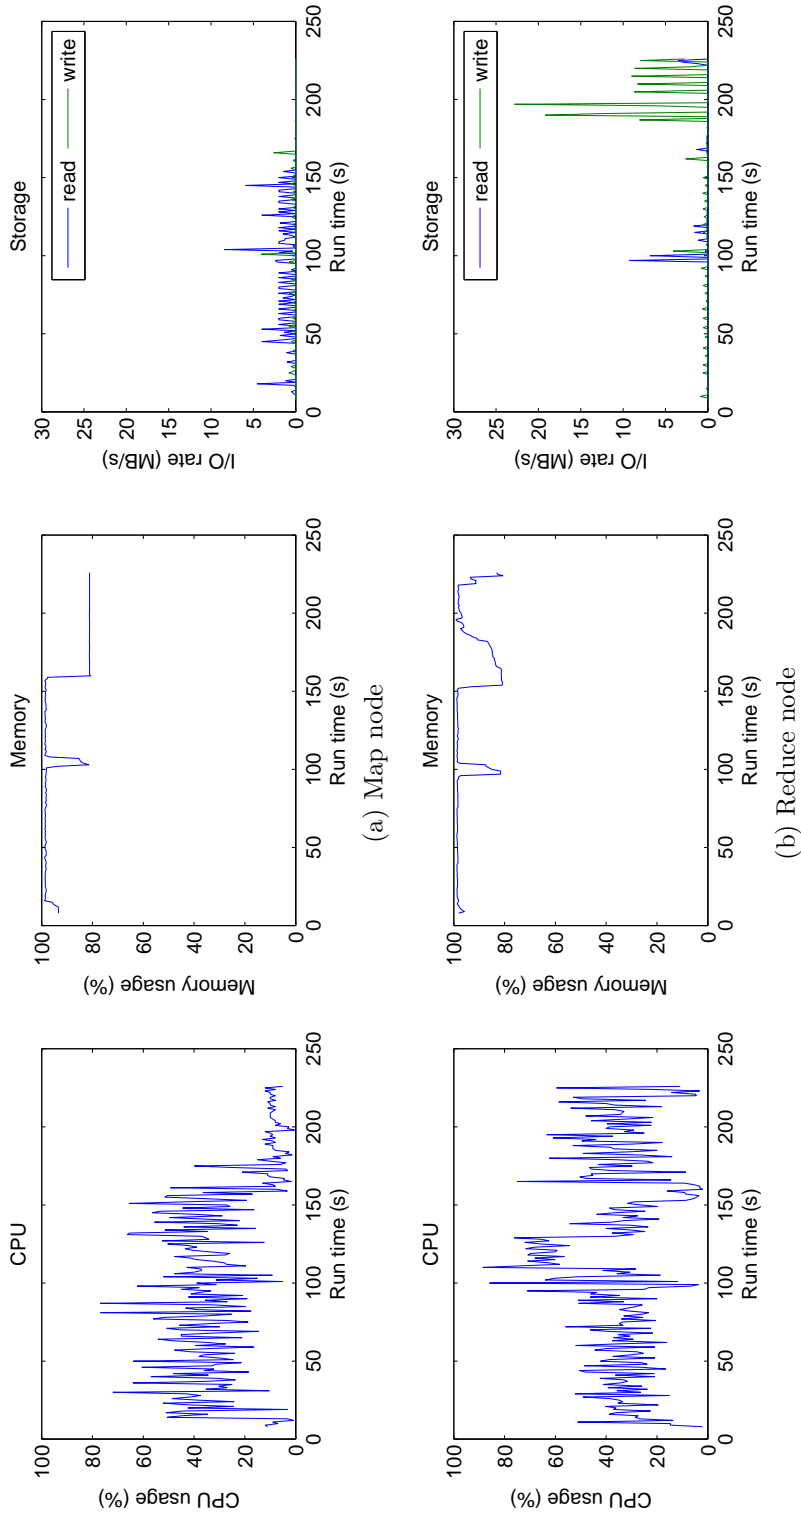 CPU
Memory
Storage
100
80
60
40
20
0
CPU usage (%)
0 50 100 150 200 250
Run time (s)
100
80
60
40
20
0
Memory usage (%)
0 50 100 150 200 250
Run time (s)
30
25
20
15
10
5
0
I/O rate (MB/s)
read write
0 50 100 150 200 250
Run time (s)
(a) Map node
CPU
Memory
Storage
100
80
60
40
20
0
CPU usage (%)
0 50 100 150 200 250
Run time (s)
100
80
60
40
20
0
Memory usage (%)
0 50 100 150 200 250
Run time (s)
30
25
20
15
10
5
0
I/O rate (MB/s)
read write
0 50 100 150 200 250
Run time (s)
(b) Reduce node